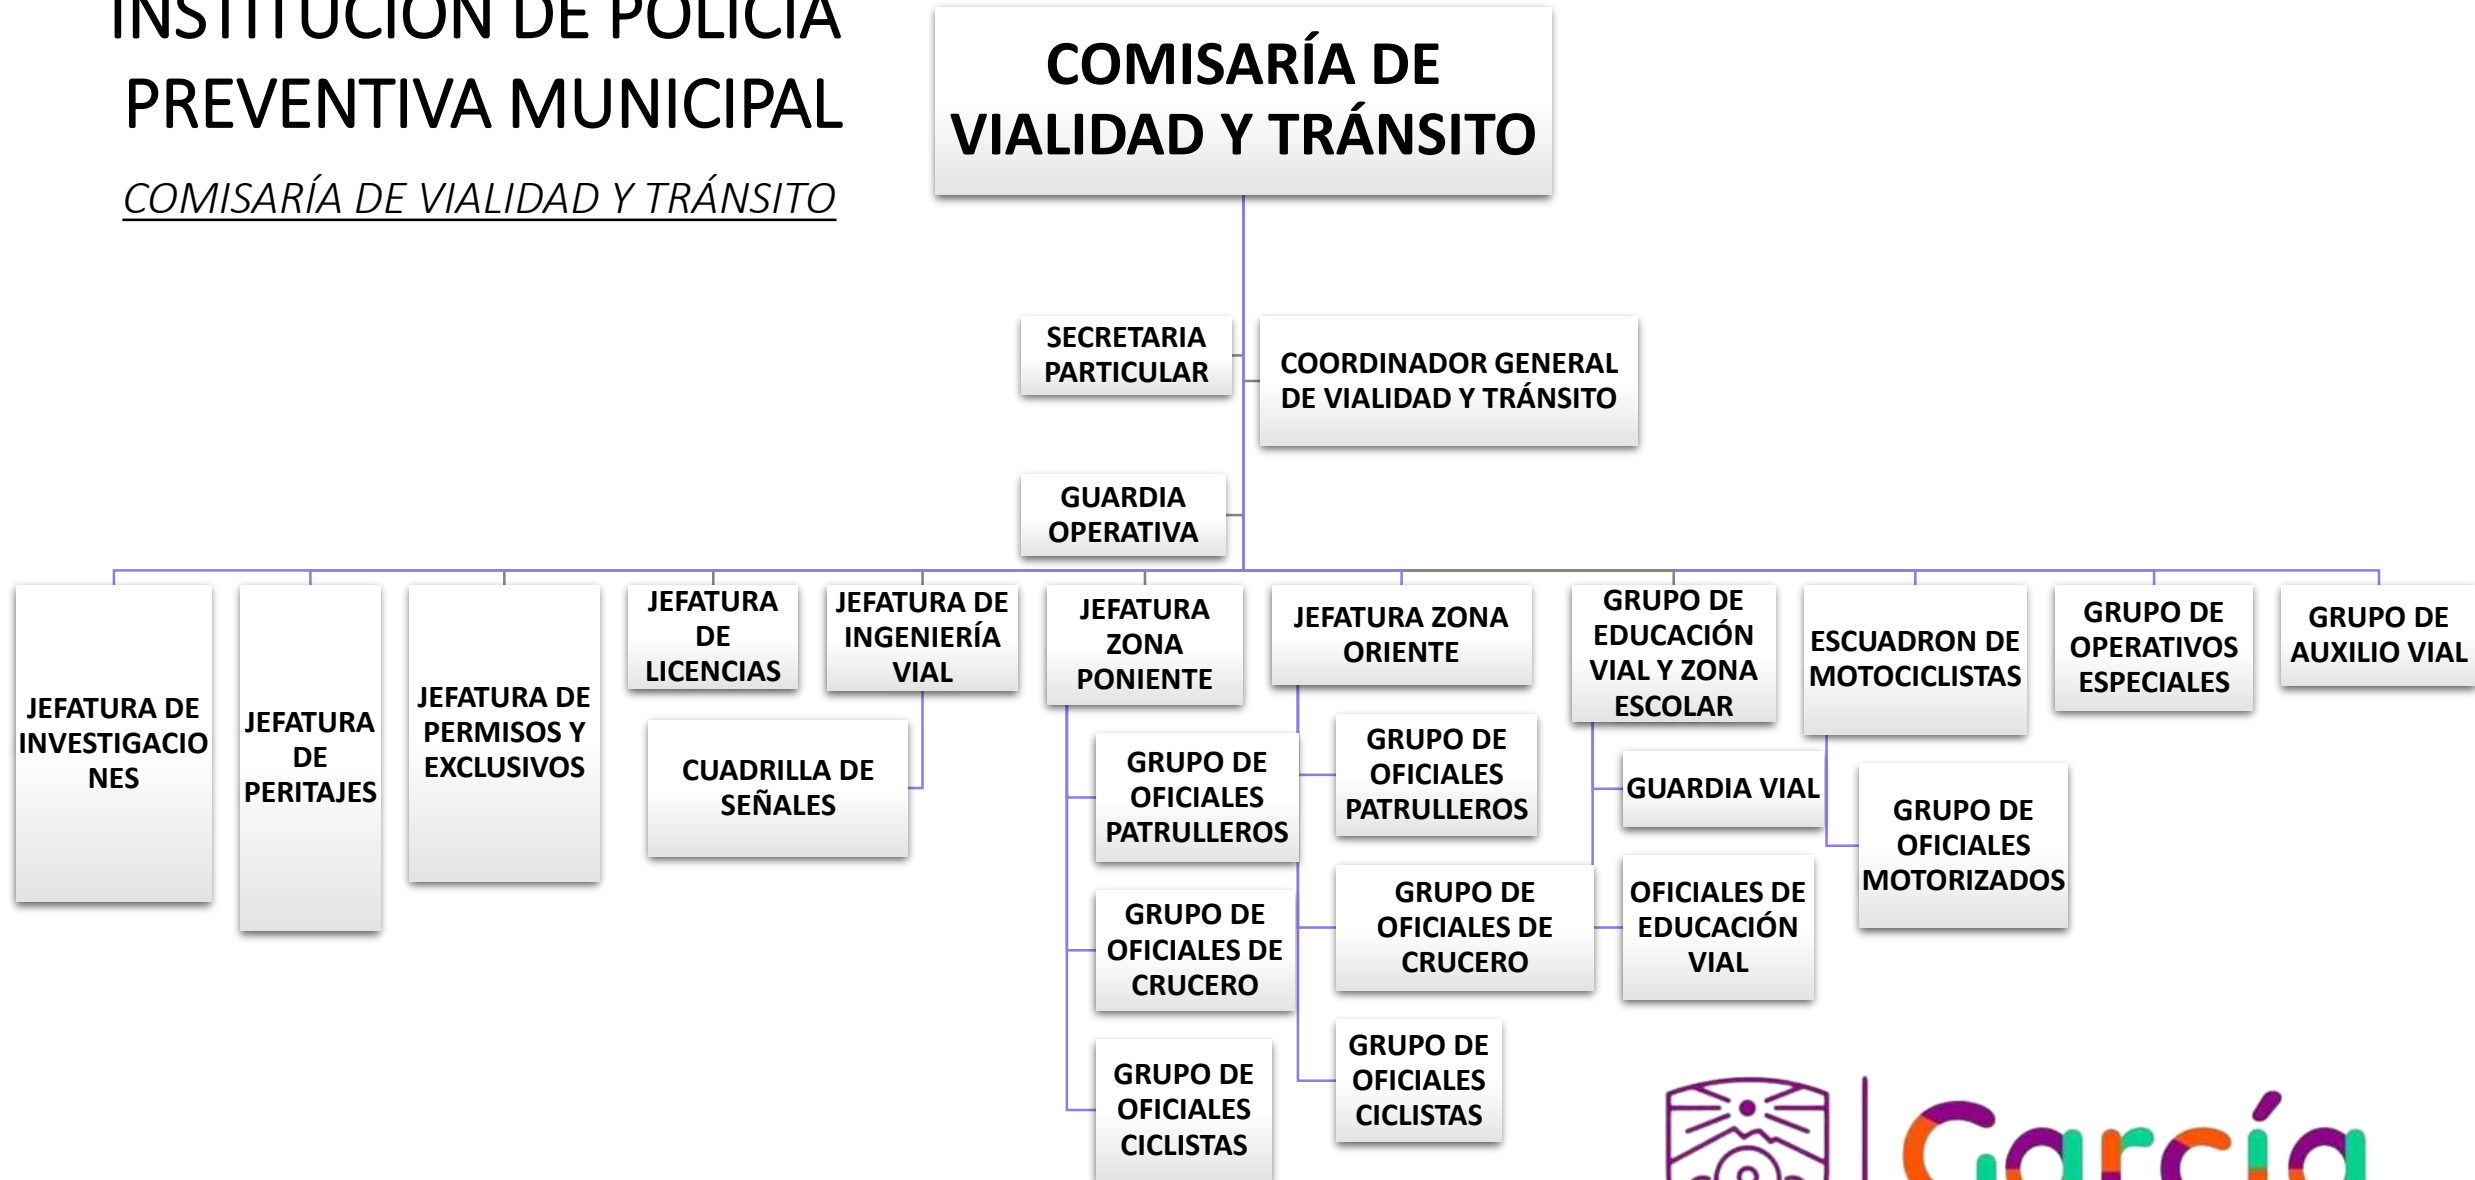 INSTITUCIÓN DE POLICÍA
PREVENTIVA MUNICIPAL
COMISARÍA DE VIALIDAD Y TRÁNSITO
COMISARÍA DE
VIALIDAD Y TRÁNSITO
SECRETARIA
PARTICULAR
COORDINADOR GENERAL
DE VIALIDAD Y TRÁNSITO
GUARDIA
OPERATIVA
JEFATURA DE
INVESTIGACIO
NES
JEFATURA
DE
PERITAJES
JEFATURA DE
PERMISOS Y
EXCLUSIVOS
JEFATURA
DE
LICENCIAS
JEFATURA DE
INGENIERÍA
VIAL
CUADRILLA DE
SEÑALES
JEFATURA
ZONA
PONIENTE
GRUPO DE
OFICIALES
PATRULLEROS
GRUPO DE
OFICIALES DE
CRUCERO
GRUPO DE
OFICIALES
CICLISTAS
JEFATURA ZONA
ORIENTE
GRUPO DE
OFICIALES
PATRULLEROS
GRUPO DE
OFICIALES DE
CRUCERO
GRUPO DE
OFICIALES
CICLISTAS
GRUPO DE
EDUCACIÓN
VIAL Y ZONA
ESCOLAR
GUARDIA VIAL
OFICIALES DE
EDUCACIÓN
VIAL
ESCUADRON DE
MOTOCICLISTAS
GRUPO DE
OFICIALES
MOTORIZADOS
GRUPO DE
OPERATIVOS
ESPECIALES
GRUPO DE
AUXILIO VIAL
García